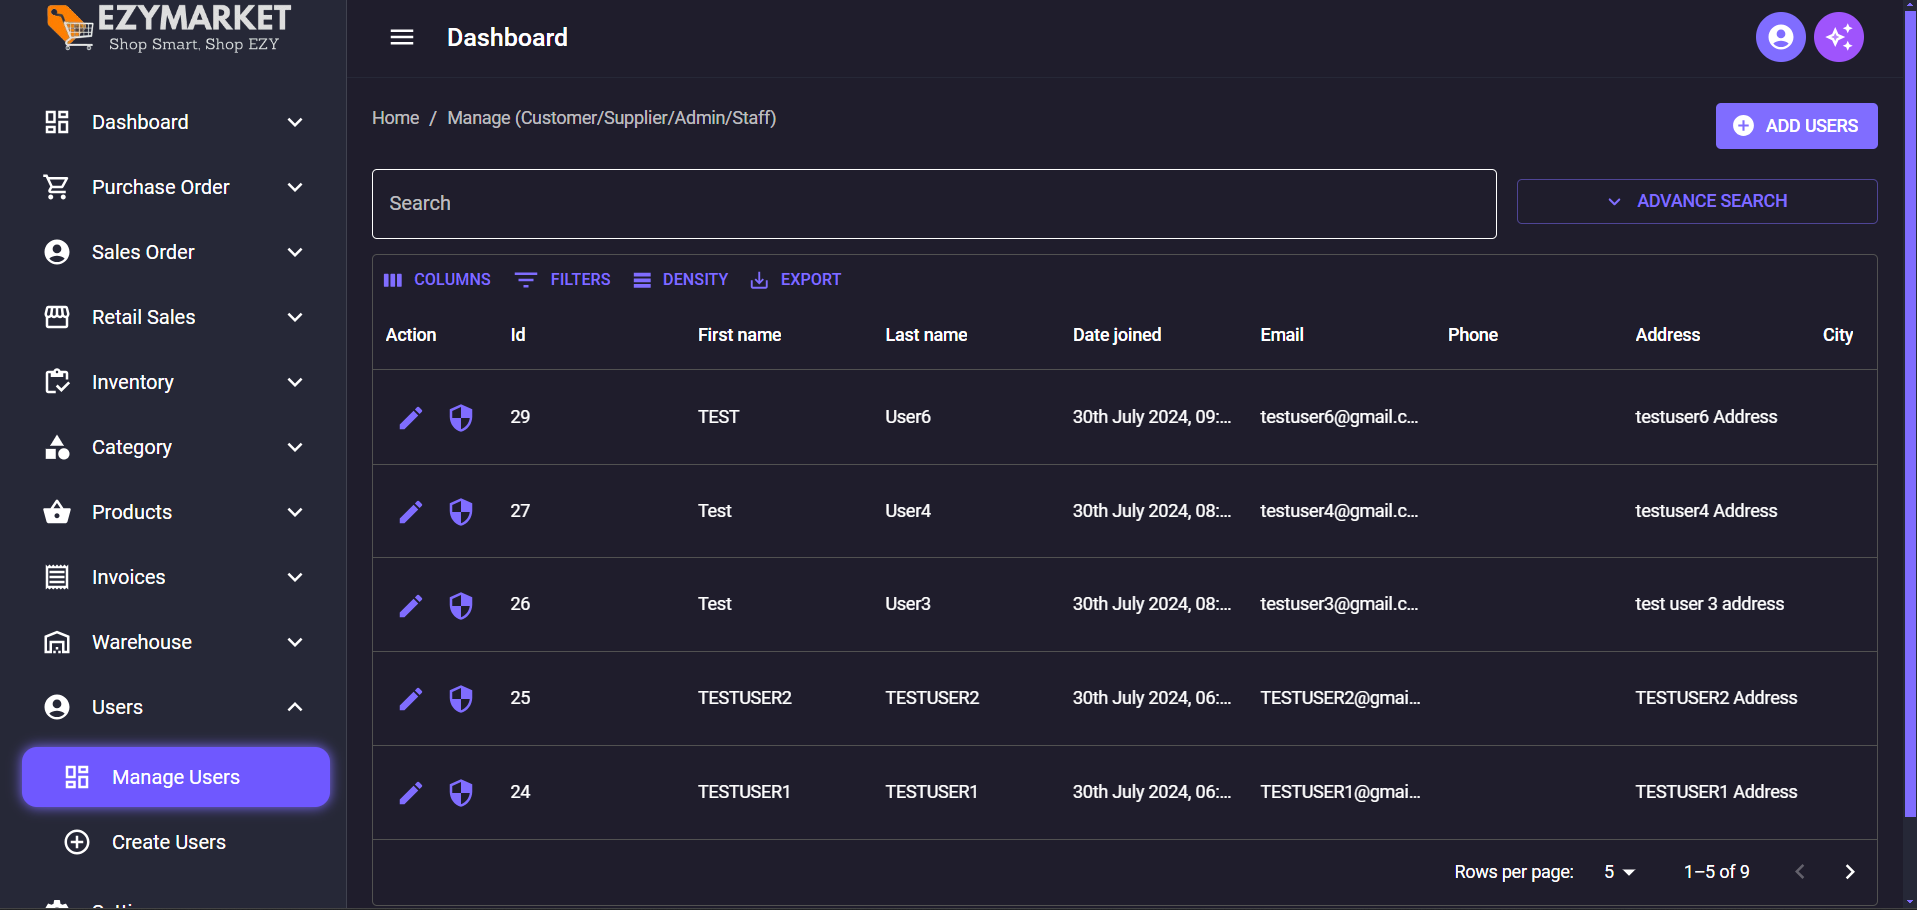 EZYMARKET
Shop Smart, Shop EZY
Dashboard
Purchase Order
Sales Order
Retail Sales
Inventory
Category
Products
Invoices
Warehouse
Users
Manage Users
Create Users
Dashboard
Home / Manage (Customer/Supplier/Admin/Staff)
ADD USERS
Search
ADVANCE SEARCH
COLUMNS FILTERS DENSITY EXPORT
Action Id First name Last name Date joined Email Phone Address City
29 TEST User6 30th July 2024, 09:... testuser6@gmail.c... testuser6 Address
27 Test User4 30th July 2024, 08:... testuser4@gmail.c... testuser4 Address
26 Test User3 30th July 2024, 08:... testuser3@gmail.c... test user 3 address
25 TESTUSER2 TESTUSER2 30th July 2024, 06:... TESTUSER2@gmai... TESTUSER2 Address
24 TESTUSER1 TESTUSER1 30th July 2024, 06:... TESTUSER1@gmai... TESTUSER1 Address
Rows per page: 5 1–5 of 9